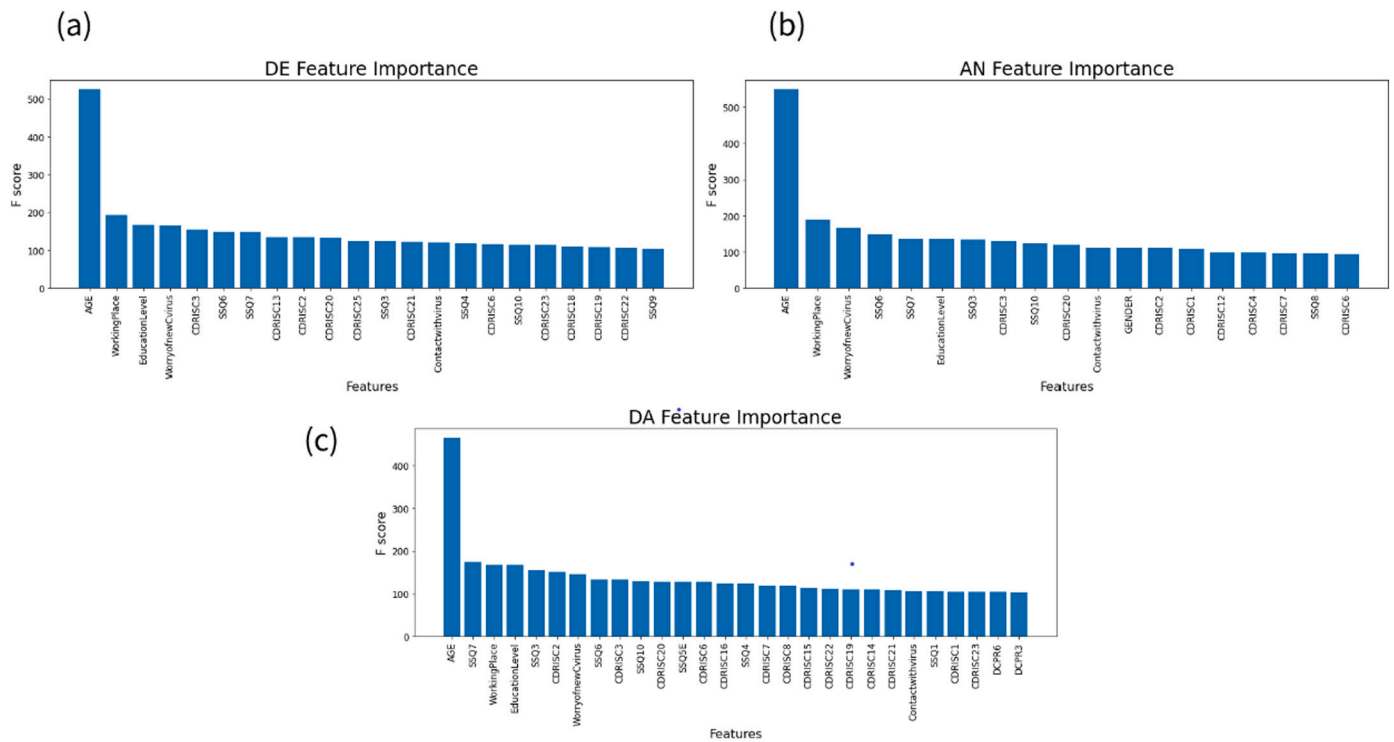 (a)
DE Feature Importance
F score
500
400
300
200
100
0
AGE
WorkingPlace
EducationLevel
WorryofnewCvirus
CDRISC3
SSQ6
SSQ7
CDRISC13
CDRISC2
CDRISC20
CDRISC25
SSQ3
CDRISC21
Contactwithvirus
SSQ4
CDRISC6
SSQ10
CDRISC23
CDRISC18
CDRISC19
CDRISC22
SSQ9
Features
(b)
AN Feature Importance
F score
500
400
300
200
100
0
AGE
WorkingPlace
WorryofnewCvirus
SSQ6
SSQ7
EducationLevel
SSQ3
CDRISC3
SSQ10
CDRISC20
Contactwithvirus
GENDER
CDRISC2
CDRISC1
CDRISC12
CDRISC4
CDRISC7
SSQ8
CDRISC6
Features
(c)
DA Feature Importance
F score
400
300
200
100
0
AGE
SSQ7
WorkingPlace
EducationLevel
SSQ3
CDRISC2
WorryofnewCvirus
SSQ6
CDRISC3
SSQ10
CDRISC20
SSQ5E
CDRISC6
CDRISC16
SSQ4
CDRISC7
CDRISC8
CDRISC15
CDRISC22
CDRISC19
CDRISC14
CDRISC21
Contactwithvirus
SSQ1
CDRISC1
CDRISC23
DCPR6
DCPR3
Features